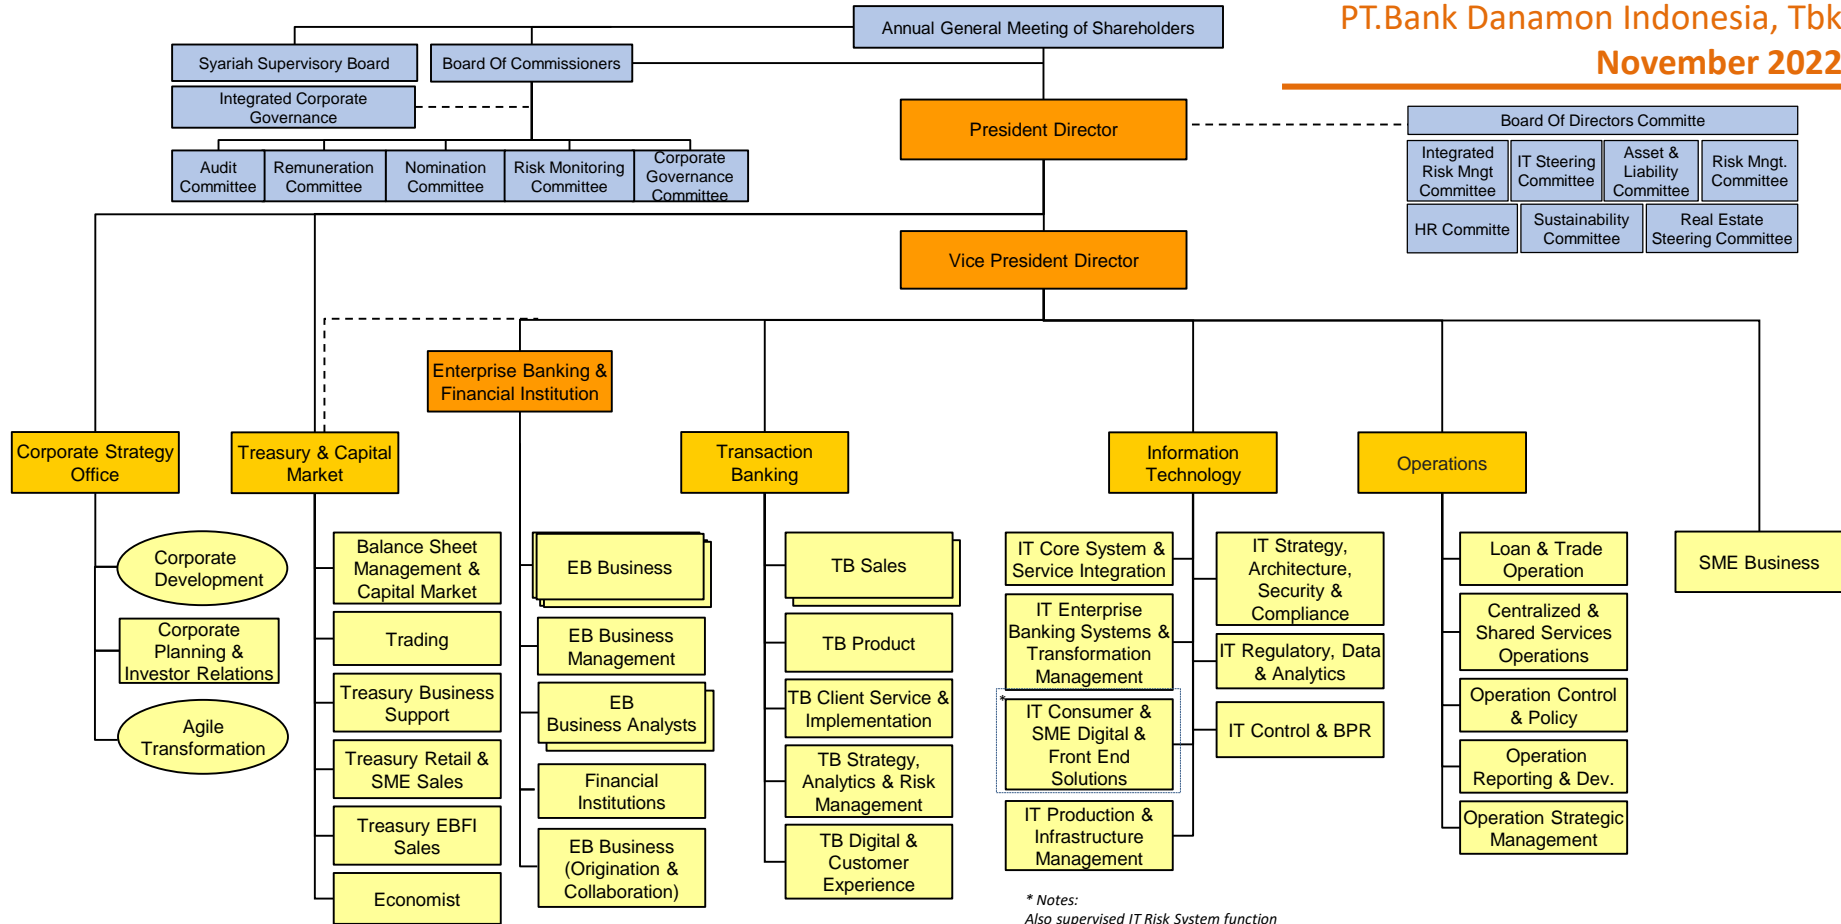 PT.Bank Danamon Indonesia, Tbk
November 2022
Annual General Meeting of Shareholders
Syariah Supervisory Board
Board Of Commissioners
Integrated Corporate
Governance
Audit
Committee
Remuneration
Committee
Nomination
Committee
Risk Monitoring
Committee
Corporate
Governance
Committee
President Director
Board Of Directors Committe
Integrated
Risk Mngt
Committee
IT Steering
Committee
Asset &
Liability
Committee
Risk Mngt.
Committee
HR Committe
Sustainability
Committee
Real Estate
Steering Committee
Vice President Director
Enterprise Banking &
Financial Institution
Corporate Strategy
Office
Treasury & Capital
Market
Transaction
Banking
Information
Technology
Operations
Corporate
Development
Corporate
Planning &
Investor Relations
Agile
Transformation
Balance Sheet
Management &
Capital Market
Trading
Treasury Business
Support
Treasury Retail &
SME Sales
Treasury EBFI
Sales
Economist
EB Business
EB Business
Management
EB
Business Analysts
Financial
Institutions
EB Business
(Origination &
Collaboration)
TB Sales
TB Product
TB Client Service &
Implementation
TB Strategy,
Analytics & Risk
Management
TB Digital &
Customer
Experience
IT Core System &
Service Integration
IT Enterprise
Banking Systems &
Transformation
Management
*
IT Consumer &
SME Digital &
Front End
Solutions
IT Production &
Infrastructure
Management
IT Strategy,
Architecture,
Security &
Compliance
IT Regulatory, Data
& Analytics
IT Control & BPR
Loan & Trade
Operation
Centralized &
Shared Services
Operations
Operation Control
& Policy
Operation
Reporting & Dev.
Operation Strategic
Management
SME Business
* Notes:
Also supervised IT Risk System function